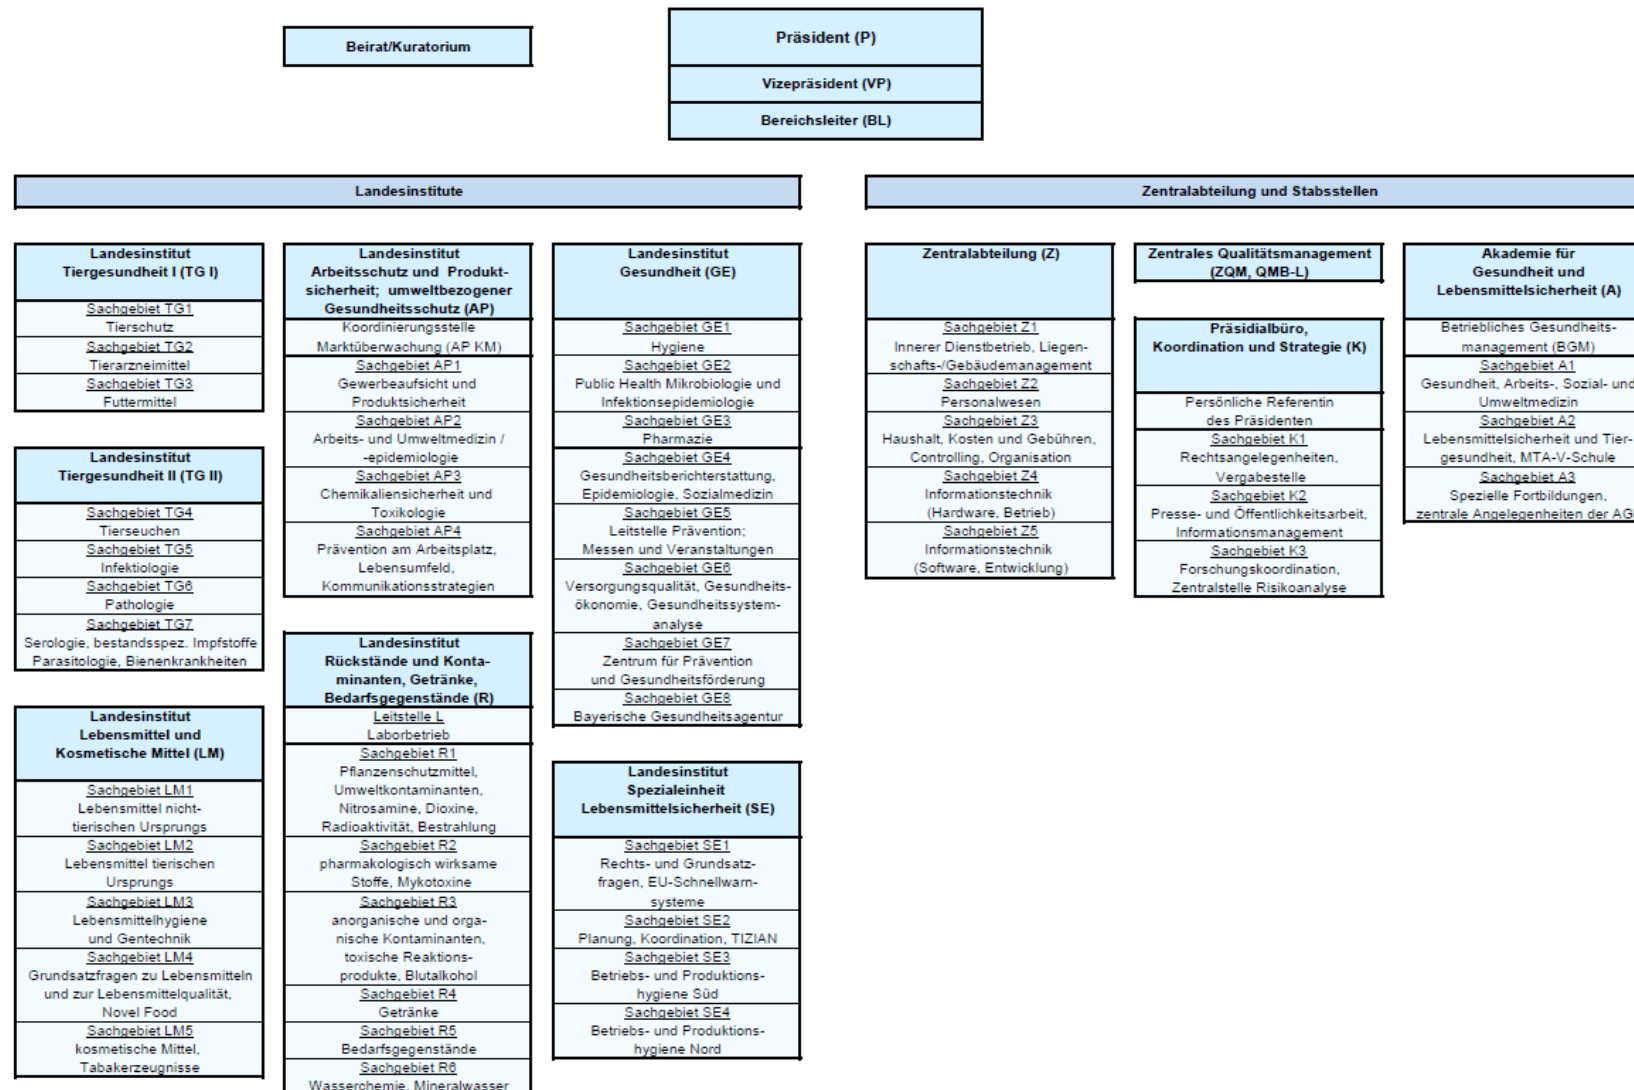 Beirat/Kuratorium
Präsident (P)
Vizepräsident (VP)
Bereichsleiter (BL)
Landesinstitute
Landesinstitut
Tiergesundheit I (TG I)
Sachgebiet TG1
Tierschutz
Sachgebiet TG2
Tierarzneimittel
Sachgebiet TG3
Futtermittel
Landesinstitut
Tiergesundheit II (TG II)
Sachgebiet TG4
Tierseuchen
Sachgebiet TG5
Infektiologie
Sachgebiet TG6
Pathologie
Sachgebiet TG7
Serologie, bestandsspez. Impfstoffe
Parasitologie, Bienenkrankheiten
Landesinstitut
Lebensmittel und
Kosmetische Mittel (LM)
Sachgebiet LM1
Lebensmittel nicht-
tierischen Ursprungs
Sachgebiet LM2
Lebensmittel tierischen
Ursprungs
Sachgebiet LM3
Lebensmittelhygiene
und Gentechnik
Sachgebiet LM4
Grundsatzfragen zu Lebensmitteln
und zur Lebensmittelqualität,
Novel Food
Sachgebiet LM5
kosmetische Mittel,
Tabakerzeugnisse
Landesinstitut
Arbeitsschutz und Produkt-
sicherheit; umweltbezogener
Gesundheitsschutz (AP)
Koordinierungsstelle
Marktüberwachung (AP KM)
Sachgebiet AP1
Gewerbeaufsicht und
Produktsicherheit
Sachgebiet AP2
Arbeits- und Umweltmedizin /
-epidemiologie
Sachgebiet AP3
Chemikaliensicherheit und
Toxikologie
Sachgebiet AP4
Prävention am Arbeitsplatz,
Lebensumfeld,
Kommunikationsstrategien
Landesinstitut
Rückstände und Konta-
minanten, Getränke,
Bedarfsgegenstände (R)
Leitstelle L
Laborbetrieb
Sachgebiet R1
Pflanzenschutzmittel,
Umweltkontaminanten,
Nitrosamine, Dioxine,
Radioaktivität, Bestrahlung
Sachgebiet R2
pharmakologisch wirksame
Stoffe, Mykotoxine
Sachgebiet R3
anorganische und orga-
nische Kontaminanten,
toxische Reaktions-
produkte, Blutalkohol
Sachgebiet R4
Getränke
Sachgebiet R5
Bedarfsgegenstände
Sachgebiet R6
Wasserchemie, Mineralwasser
Landesinstitut
Gesundheit (GE)
Sachgebiet GE1
Hygiene
Sachgebiet GE2
Public Health Mikrobiologie und
Infektionsepidemiologie
Sachgebiet GE3
Pharmazie
Sachgebiet GE4
Gesundheitsberichterstattung,
Epidemiologie, Sozialmedizin
Sachgebiet GE5
Leitstelle Prävention;
Messen und Veranstaltungen
Sachgebiet GE6
Versorgungsqualität, Gesundheits-
ökonomie, Gesundheitssystem-
analyse
Sachgebiet GE7
Zentrum für Prävention
und Gesundheitsförderung
Sachgebiet GE8
Bayerische Gesundheitsagentur
Landesinstitut
Spezialeinheit
Lebensmittelsicherheit (SE)
Sachgebiet SE1
Rechts- und Grundsatz-
fragen, EU-Schnellwarn-
systeme
Sachgebiet SE2
Planung, Koordination, TIZIAN
Sachgebiet SE3
Betriebs- und Produktions-
hygiene Süd
Sachgebiet SE4
Betriebs- und Produktions-
hygiene Nord
Zentralabteilung und Stabsstellen
Zentralabteilung (Z)
Sachgebiet Z1
Innerer Dienstbetrieb, Liegen-
schafts-/Gebäudemanagement
Sachgebiet Z2
Personalwesen
Sachgebiet Z3
Haushalt, Kosten und Gebühren,
Controlling, Organisation
Sachgebiet Z4
Informationstechnik
(Hardware, Betrieb)
Sachgebiet Z5
Informationstechnik
(Software, Entwicklung)
Zentrales Qualitätsmanagement
(ZQM, QMB-L)
Präsidialbüro,
Koordination und Strategie (K)
Persönliche Referentin
des Präsidenten
Sachgebiet K1
Rechtsangelegenheiten,
Vergabestelle
Sachgebiet K2
Presse- und Öffentlichkeitsarbeit,
Informationsmanagement
Sachgebiet K3
Forschungskoordination,
Zentralstelle Risikoanalyse
Akademie für
Gesundheit und
Lebensmittelsicherheit (A)
Betriebliches Gesundheits-
management (BGM)
Sachgebiet A1
Gesundheit, Arbeits-, Sozial- und
Umweltmedizin
Sachgebiet A2
Lebensmittelsicherheit und Tier-
gesundheit, MTA-V-Schule
Sachgebiet A3
Spezielle Fortbildungen,
zentrale Angelegenheiten der